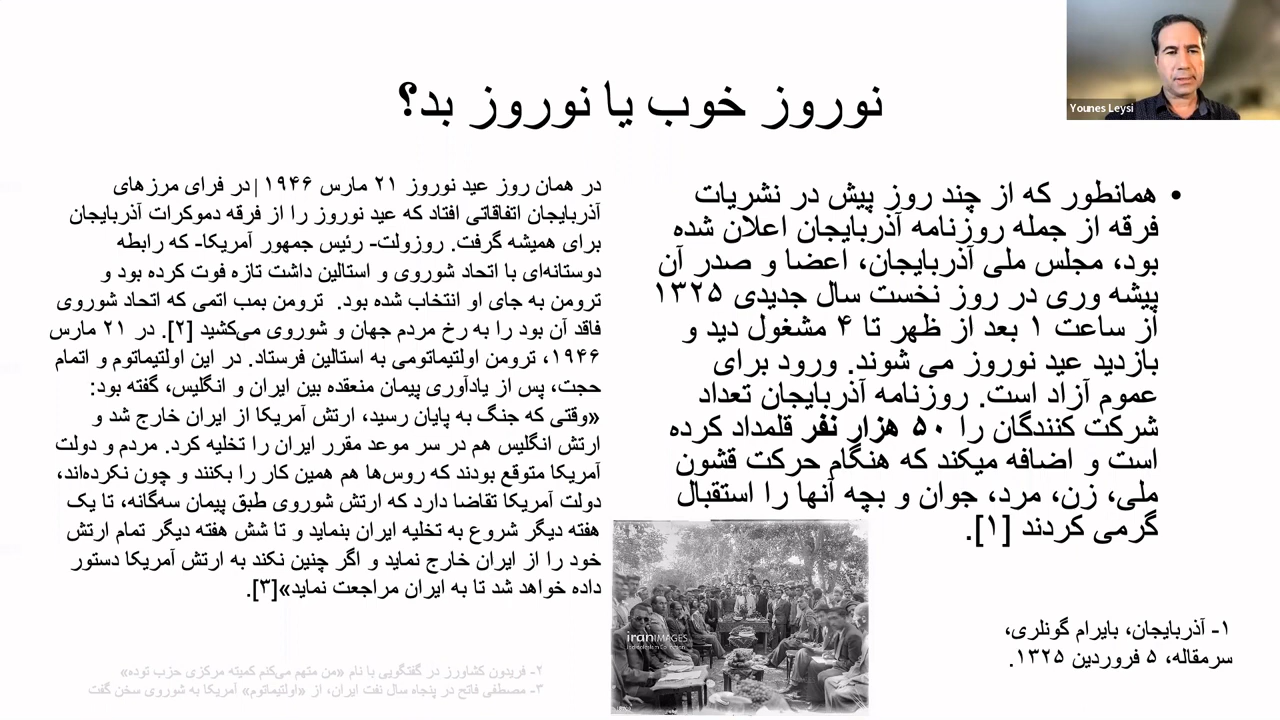 نوروز خوب یا نوروز بد؟
Younes Leysi
• همانطور که از چند روز پیش در نشریات
فرقه از جمله روزنامه آذربایجان اعلان شده
بود، مجلس ملی آذربایجان، اعضا و صدر آن
پیشه وری در روز نخست سال جدیدی ۱۳۲۵
از ساعت ۱ بعد از ظهر تا ۴ مشغول دید و
بازدید عید نوروز می شوند. ورود برای
عموم آزاد است. روزنامه آذربایجان تعداد
شرکت کنندگان را ۵۰ هزار نفر قلمداد کرده
است و اضافه میکند که هنگام حرکت قشون
ملی، زن، مرد، جوان و بچه آنها را استقبال
گرمی کردند [۱].
۱- آذربایجان، بایرام گونلری،
سرمقاله، ۵ فروردین ۱۳۲۵.
در همان روز عید نوروز ۲۱ مارس ۱۹۴۶|در فرای مرزهای
آذربایجان اتفاقاتی افتاد که عید نوروز را از فرقه دموکرات آذربایجان
برای همیشه گرفت. روزولت- رئیس جمهور آمریکا- که رابطه
دوستانه‌ای با اتحاد شوروی و استالین داشت تازه فوت کرده بود و
ترومن به جای او انتخاب شده بود. ترومن بمب اتمی که اتحاد شوروی
فاقد آن بود را به رخ مردم جهان و شوروی می‌کشید [۲]. در ۲۱ مارس
۱۹۴۶، ترومن اولتیماتومی به استالین فرستاد. در این اولتیماتوم و اتمام
حجت، پس از یادآوری پیمان منعقده بین ایران و انگلیس، گفته بود:
«وقتی که جنگ به پایان رسید، ارتش آمریکا از ایران خارج شد و
ارتش انگلیس هم در سر موعد مقرر ایران را تخلیه کرد. مردم و دولت
آمریکا متوقع بودند که روس‌ها هم همین کار را بکنند و چون نکرده‌اند،
دولت آمریکا تقاضا دارد که ارتش شوروی طبق پیمان سه‌گانه، تا یک
هفته دیگر شروع به تخلیه ایران بنماید و تا شش هفته دیگر تمام ارتش
خود را از ایران خارج نماید و اگر چنین نکند به ارتش آمریکا دستور
داده خواهد شد تا به ایران مراجعت نماید»[۳].
۲- فریدون کشاورز در گفتگویی با نام «من متهم می‌کنم کمیته مرکزی حزب توده»
۳- مصطفی فاتح در پنجاه سال نفت ایران، از «اولتیماتوم» آمریکا به شوروی سخن گفت
iranIMAGES